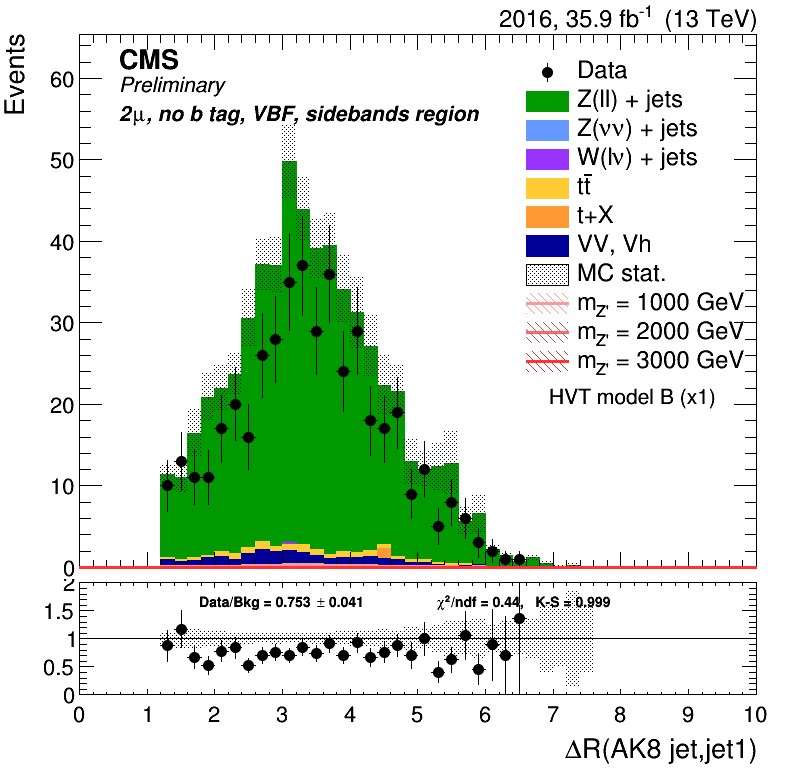 2016, 35.9 fb⁻¹ (13 TeV)
Events
CMS
Preliminary
2μ, no b tag, VBF, sidebands region
Data
Z(ll) + jets
Z(νν) + jets
W(lν) + jets
tt̄
t+X
VV, Vh
MC stat.
m_Z' = 1000 GeV
m_Z' = 2000 GeV
m_Z' = 3000 GeV
HVT model B (x1)
60
50
40
30
20
10
0
Data/Bkg = 0.753 ± 0.041
χ²/ndf = 0.44, K-S = 0.999
2
1.5
1
0.5
0
0 1 2 3 4 5 6 7 8 9 10
ΔR(AK8 jet,jet1)